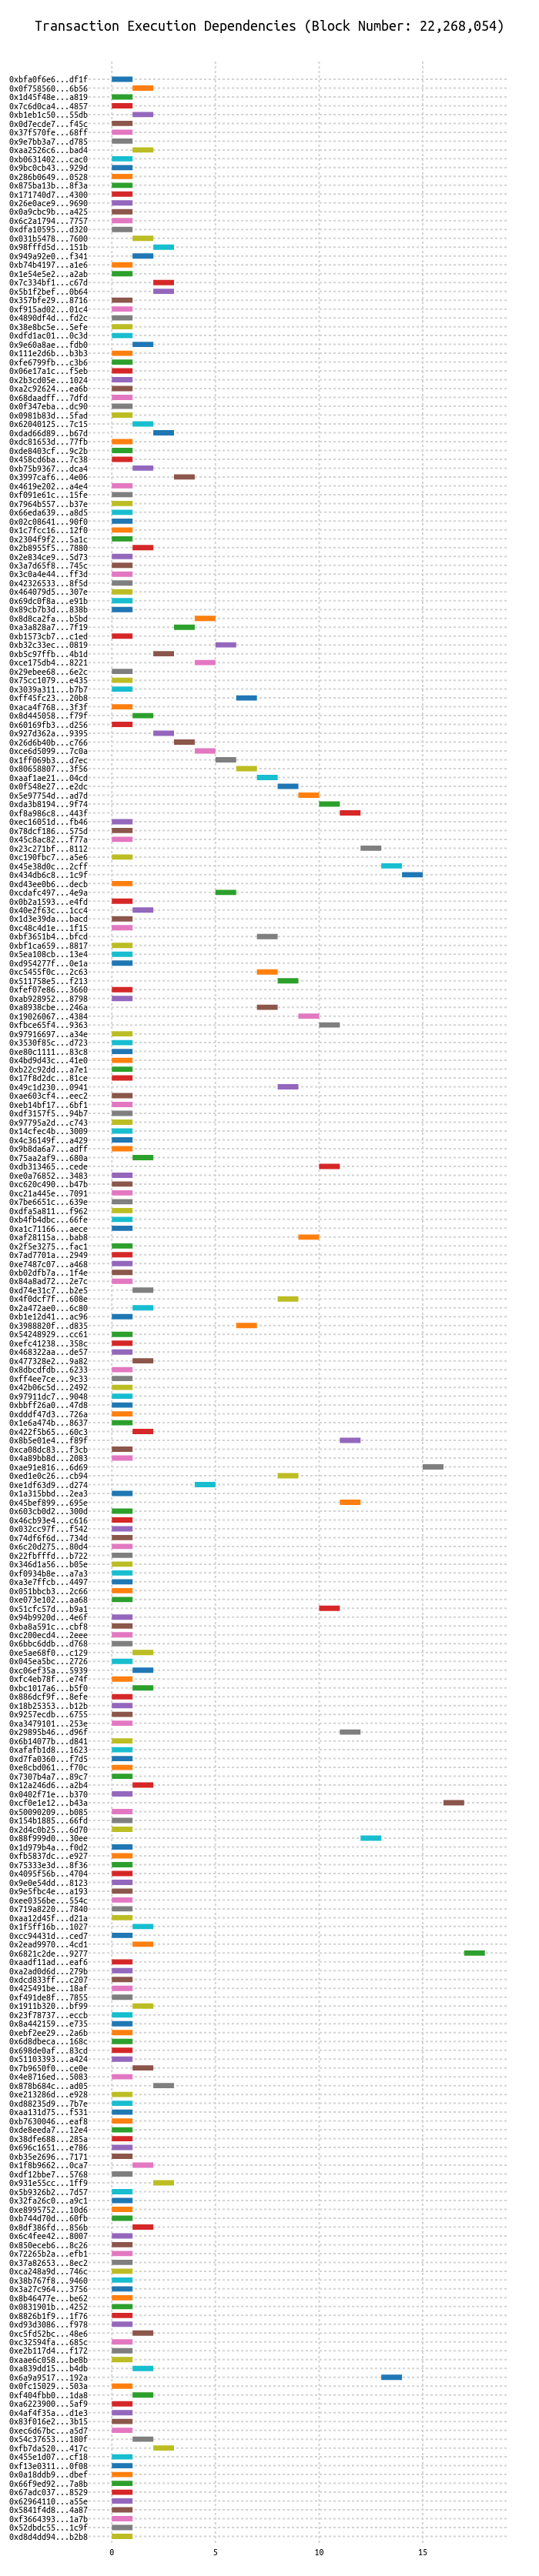 Transaction Execution Dependencies (Block Number: 22,268,054)
0xbfa0f6e6...df1f
0x0f758560...6b56
0x1d45f48e...a819
0x7c6d0ca4...4857
0xb1eb1c50...55db
0x0d7ecde7...f45c
0x37f570fe...68ff
0x9e7bb3a7...d785
0xaa2526c6...bad4
0xb0631402...cac0
0x9bc0cb43...929d
0x286b0649...0528
0x875ba13b...8f3a
0x171740d7...4300
0x26e0ace9...9690
0x0a9cbc9b...a425
0x6c2a1794...7757
0xdfa10595...d320
0x031b5478...7600
0x98fffd5d...151b
0x949a92e0...f341
0xb74b4197...a1e6
0x1e54e5e2...a2ab
0x7c334bf1...c67d
0x5b1f2bef...0b64
0x357bfe29...8716
0xf915ad02...01c4
0x4890df4d...fd2c
0x38e8bc5e...5efe
0xdfd1ac01...0c3d
0x9e60a8ae...fdb0
0x111e2d6b...b3b3
0xfe6799fb...c3b6
0x06e17a1c...f5eb
0x2b3cd05e...1024
0xa2c92624...ea6b
0x68daadff...7dfd
0x0f347eba...dc90
0x0981b83d...5fad
0x62040125...7c15
0xdad66d89...b67d
0xdc81653d...77fb
0xde8403cf...9c2b
0x458cd6ba...7c38
0xb75b9367...dca4
0x3997caf6...4e06
0x4619e202...a4e4
0xf091e61c...15fe
0x7964b557...b37e
0x66eda639...a8d5
0x02c08641...90f0
0x1c7fcc16...12f0
0x2304f9f2...5a1c
0x2b8955f5...7880
0x2e834ce9...5d73
0x3a7d65f8...745c
0x3c0a4e44...ff3d
0x42326533...8f5d
0x464079d5...307e
0x69dc0f8a...e91b
0x89cb7b3d...838b
0x8d8ca2fa...b5bd
0xa3a828a7...7f19
0xb1573cb7...c1ed
0xb32c33ec...0819
0xb5c97ffb...4b1d
0xce175db4...8221
0x29ebee68...6e2c
0x75cc1079...e435
0x3039a311...b7b7
0xff45fc23...20b8
0xaca4f768...3f3f
0x8d445058...f79f
0x60169fb3...d256
0x927d362a...9395
0x26d6b40b...c766
0xce6d5099...7c0a
0x1ff069b3...d7ec
0x80658807...3f56
0xaaf1ae21...04cd
0x0f548e27...e2dc
0x5e97754d...ad7d
0xda3b8194...9f74
0xf8a986c8...443f
0xec16051d...fb46
0x78dcf186...575d
0x45c8ac82...f77a
0x23c271bf...8112
0xc190fbc7...a5e6
0x45e38d0c...2cff
0x434db6c8...1c9f
0xd43ee0b6...decb
0xcdafc497...4e9a
0x0b2a1593...e4fd
0x40e2f63c...1cc4
0x1d3e39da...bacd
0xc48c4d1e...1f15
0xbf3651b4...bfcd
0xbf1ca659...8817
0x5ea108cb...13e4
0xd954277f...0e1a
0xc5455f0c...2c63
0x511758e5...f213
0xfef07e86...3660
0xab928952...8798
0xa8938cbe...246a
0x19026067...4384
0xfbce65f4...9363
0x97916697...a34e
0x3530f85c...d723
0xe80c1111...83c8
0x4bd9d43c...41e0
0xb22c92dd...a7e1
0x17f8d2dc...81ce
0x49c1d230...0941
0xae603cf4...eec2
0xeb14bf17...6bf1
0xdf3157f5...94b7
0x97795a2d...c743
0x14cfec4b...3009
0x4c36149f...a429
0x9b8da6a7...adff
0x75aa2af9...680a
0xdb313465...cede
0xe0a76852...3483
0xc620c490...b47b
0xc21a445e...7091
0x7be6651c...639e
0xdfa5a811...f962
0xb4fb4dbc...66fe
0xa1c71166...aece
0xaf28115a...bab8
0x2f5e3275...fac1
0x7ad7701a...2949
0xe7487c07...a468
0xb02dfb7a...1f4e
0x84a8ad72...2e7c
0xd74e31c7...b2e5
0x4f0dcf7f...608e
0x2a472ae0...6c80
0xb1e12d41...ac96
0x3988820f...d835
0x54248929...cc61
0xefc41238...358c
0x468322aa...de57
0x477328e2...9a82
0x8dbcdfdb...6233
0xff4ee7ce...9c33
0x42b06c5d...2492
0x97911dc7...9048
0xbbff26a0...47d8
0xdddf47d3...726a
0x1e6a474b...8637
0x422f5b65...60c3
0x8b5e01e4...f89f
0xca08dc83...f3cb
0x4a89bb8d...2083
0xae91e816...6d69
0xed1e0c26...cb94
0xe1df63d9...d274
0x1a315bbd...2ea3
0x45bef899...695e
0x603cb0d2...300d
0x46cb93e4...c616
0x032cc97f...f542
0x74df6f6d...734d
0x6c20d275...80d4
0x22fbfffd...b722
0x346d1a56...b05e
0xf0934b8e...a7a3
0xa3e7ffcb...4497
0x051bbcb3...2c66
0xe073e102...aa68
0x51cfc57d...b9a1
0x94b9920d...4e6f
0xba8a591c...cbf8
0xc200ecd4...2eee
0x6bbc6ddb...d768
0xe5ae68f0...c129
0x045ea5bc...2726
0xc06ef35a...5939
0xfc4eb78f...e74f
0xbc1017a6...b5f0
0x886dcf9f...8efe
0x18b25353...b12b
0x9257ecdb...6755
0xa3479101...253e
0x29895b46...d96f
0x6b14077b...d841
0xafafb1d8...1623
0xd7fa0360...f7d5
0xe8cbd061...f70c
0x7307b4a7...89c7
0x12a246d6...a2b4
0x0402f71e...b370
0xcf0e1e12...b43a
0x50090209...b085
0x154b1885...66fd
0x2d4c0b25...6d70
0x88f999d0...30ee
0x1d979b4a...f0d2
0xfb5837dc...e927
0x75333e3d...8f36
0x4095f56b...4704
0x9e0e54dd...8123
0x9e5fbc4e...a193
0xee0356be...554c
0x719a8220...7840
0xaa12d45f...d21a
0x1f5ff16b...1027
0xcc94431d...ced7
0x2ead9970...4cd1
0x6821c2de...9277
0xaadf11ad...eaf6
0xa2ad0d6d...279b
0xdcd833ff...c207
0x425491be...18af
0xf491de8f...7855
0x1911b320...bf99
0x23f78737...eccb
0x8a442159...e735
0xebf2ee29...2a6b
0x6d8dbeca...168c
0x698de0af...83cd
0x51103393...a424
0x7b9650f0...ce0e
0x4e8716ed...5083
0x878b684c...ad05
0xe213286d...e928
0xd88235d9...7b7e
0xaa131d75...f531
0xb7630046...eaf8
0xde8eeda7...12e4
0x38dfe688...285a
0x696c1651...e786
0xb35e2696...7171
0x1f8b9662...0ca7
0xdf12bbe7...5768
0x931e55cc...1ff9
0x5b9326b2...7d57
0x32fa26c0...a9c1
0xe8995752...10d6
0xb744d70d...60fb
0x8df386fd...856b
0x6c4fee42...8007
0x850eceb6...8c26
0x72265b2a...efb1
0x37a82653...8ec2
0xca248a9d...746c
0x38b767f8...9460
0x3a27c964...3756
0x8b46477e...be62
0x0831901b...4252
0x8826b1f9...1f76
0xd93d3086...f978
0xc5fd52bc...48e6
0xc32594fa...685c
0xe2b117d4...f172
0xaae6c058...be8b
0xa839dd15...b4db
0x6a9a9517...192a
0x0fc15029...503a
0xf404fbb0...1da8
0xa6223900...5af9
0x4af4f35a...d1e3
0x83f016e2...3b15
0xec6d67bc...a5d7
0x54c37653...180f
0xfb7da520...417c
0x455e1d07...cf18
0xf13e0311...0f08
0x0a18ddb9...dbef
0x66f9ed92...7a8b
0x67adc037...8529
0x62964110...a55e
0x5841f4d8...4a87
0xf3664393...1a7b
0x52dbdc55...1c9f
0xd8d4dd94...b2b8
0 5 10 15